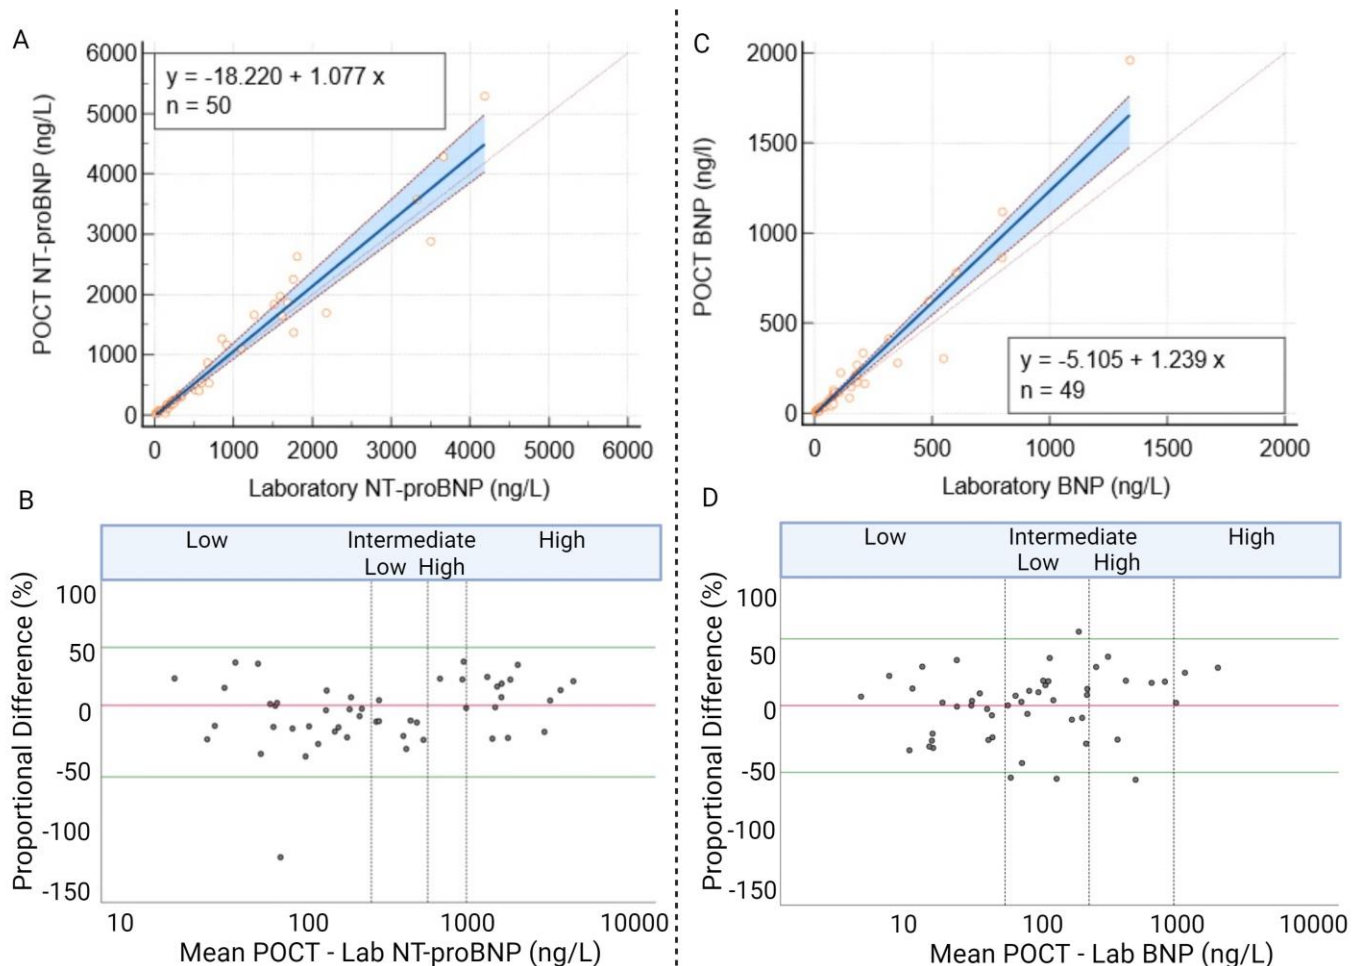 A
6000
5000
4000
3000
2000
1000
0
POCT NT-proBNP (ng/L)
y = -18.220 + 1.077 x
n = 50
0 1000 2000 3000 4000 5000 6000
Laboratory NT-proBNP (ng/L)
B
Low Intermediate High
Low High
Proportional Difference (%)
100
50
0
-50
-100
-150
10 100 1000 10000
Mean POCT - Lab NT-proBNP (ng/L)
C
2000
1500
1000
500
0
POCT BNP (ng/l)
y = -5.105 + 1.239 x
n = 49
0 500 1000 1500 2000
Laboratory BNP (ng/L)
D
Low Intermediate High
Low High
Proportional Difference (%)
100
50
0
-50
-100
-150
10 100 1000 10000
Mean POCT - Lab BNP (ng/L)